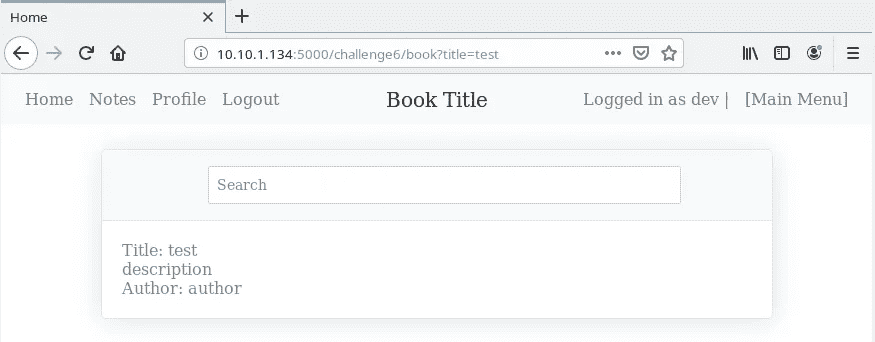 Home
10.10.1.134:5000/challenge6/book?title=test
Home Notes Profile Logout Book Title Logged in as dev | [Main Menu]
Search
Title: test
description
Author: author